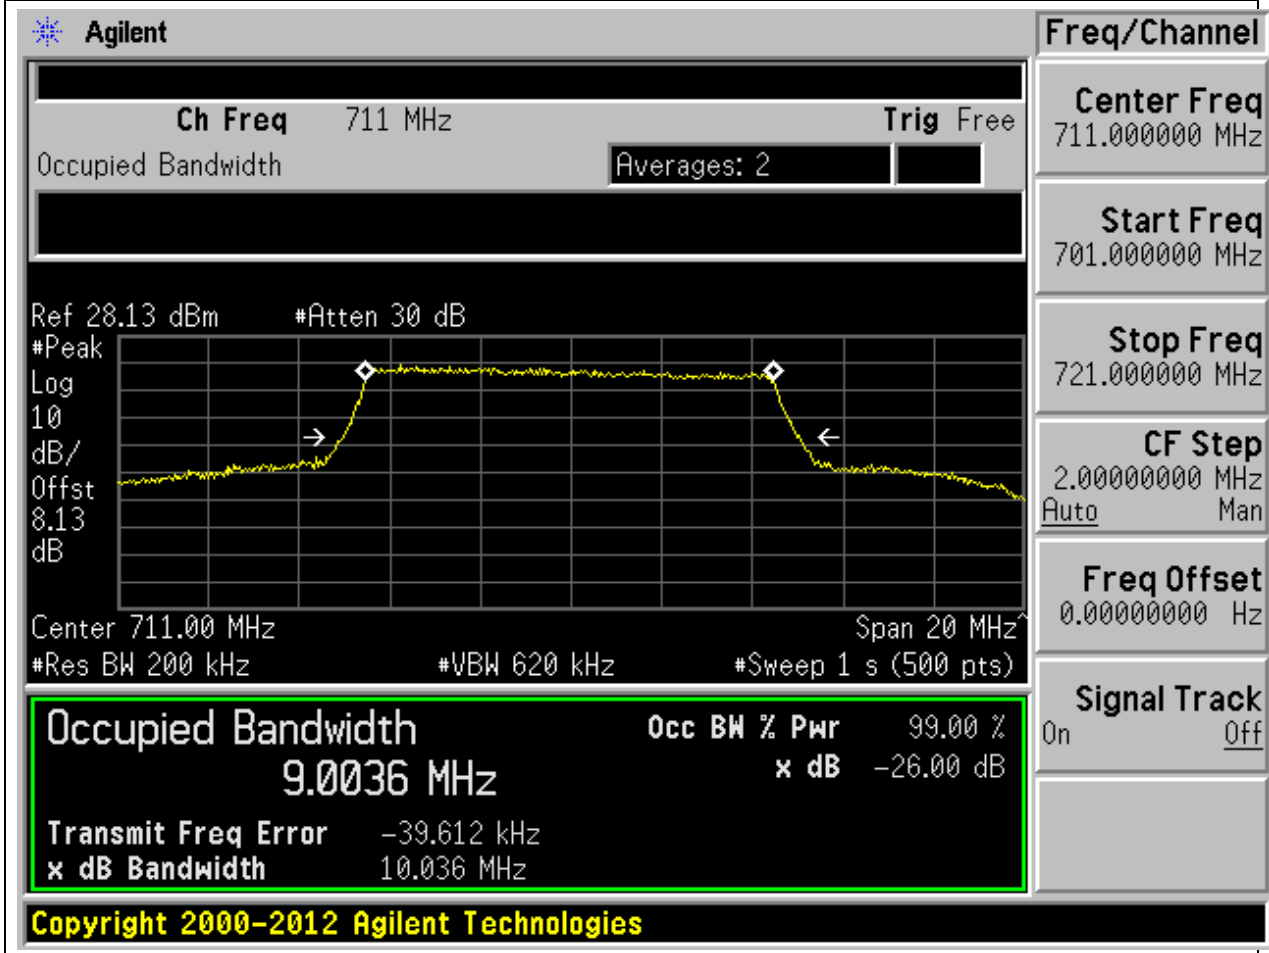 Agilent
Freq/Channel
Ch Freq 711 MHz Trig Free
Occupied Bandwidth Averages: 2
Center Freq
711.000000 MHz
Start Freq
701.000000 MHz
Stop Freq
721.000000 MHz
CF Step
2.00000000 MHz
Auto Man
Freq Offset
0.00000000 Hz
Signal Track
On Off
Ref 28.13 dBm #Atten 30 dB
#Peak
Log
10
dB/
Offst
8.13
dB
Center 711.00 MHz Span 20 MHz^
#Res BW 200 kHz #VBW 620 kHz #Sweep 1 s (500 pts)
Occupied Bandwidth Occ BW % Pwr 99.00 %
9.0036 MHz x dB -26.00 dB
Transmit Freq Error -39.612 kHz
x dB Bandwidth 10.036 MHz
Copyright 2000-2012 Agilent Technologies